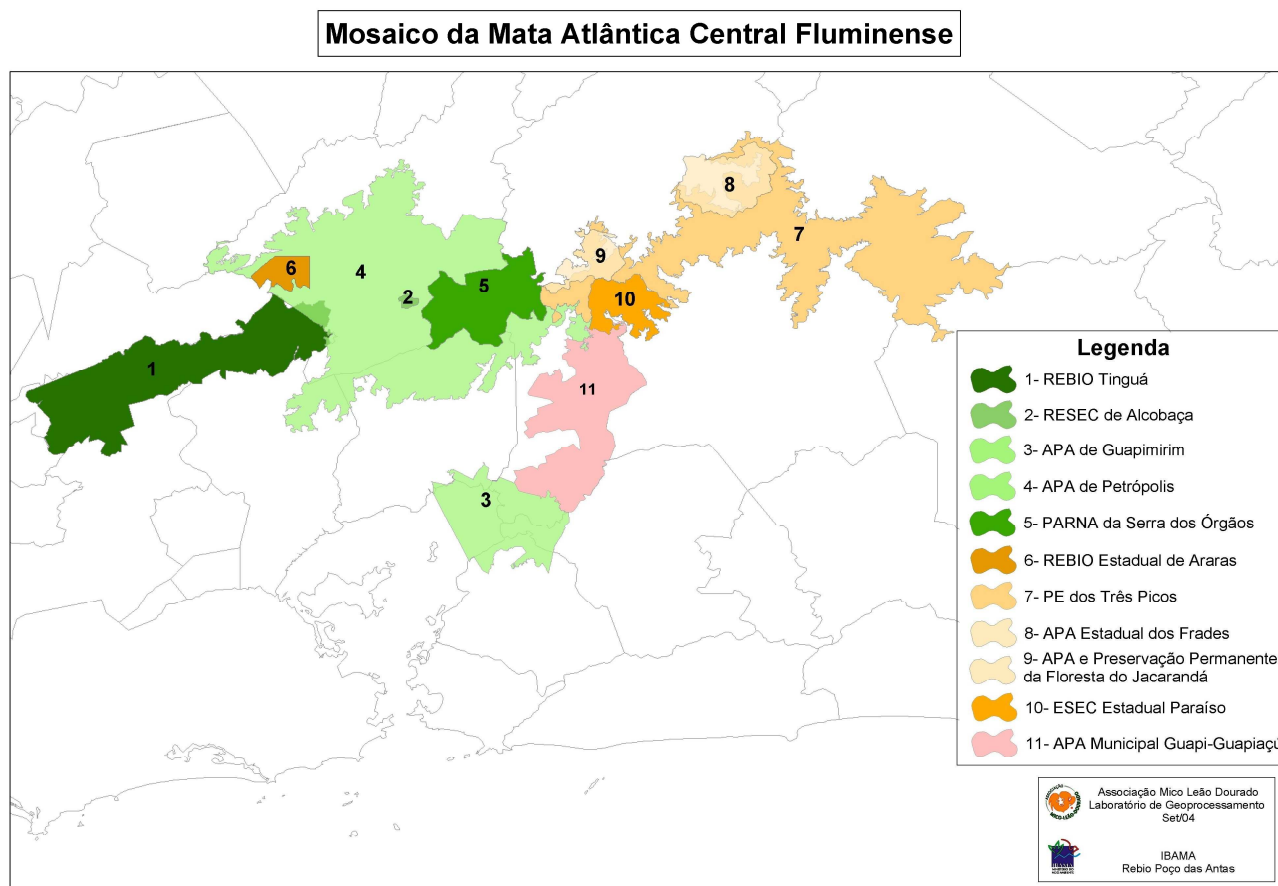 Mosaico da Mata Atlântica Central Fluminense
8
7
9
6
4
5
2
10
1
11
3
Legenda
1- REBIO Tinguá
2- RESEC de Alcobaça
3- APA de Guapimirim
4- APA de Petrópolis
5- PARNA da Serra dos Órgãos
6- REBIO Estadual de Araras
7- PE dos Três Picos
8- APA Estadual dos Frades
9- APA e Preservação Permanente
da Floresta do Jacarandá
10- ESEC Estadual Paraíso
11- APA Municipal Guapi-Guapiaçú
Associação Mico Leão Dourado
Laboratório de Geoprocessamento
Set/04
IBAMA
Rebio Poço das Antas